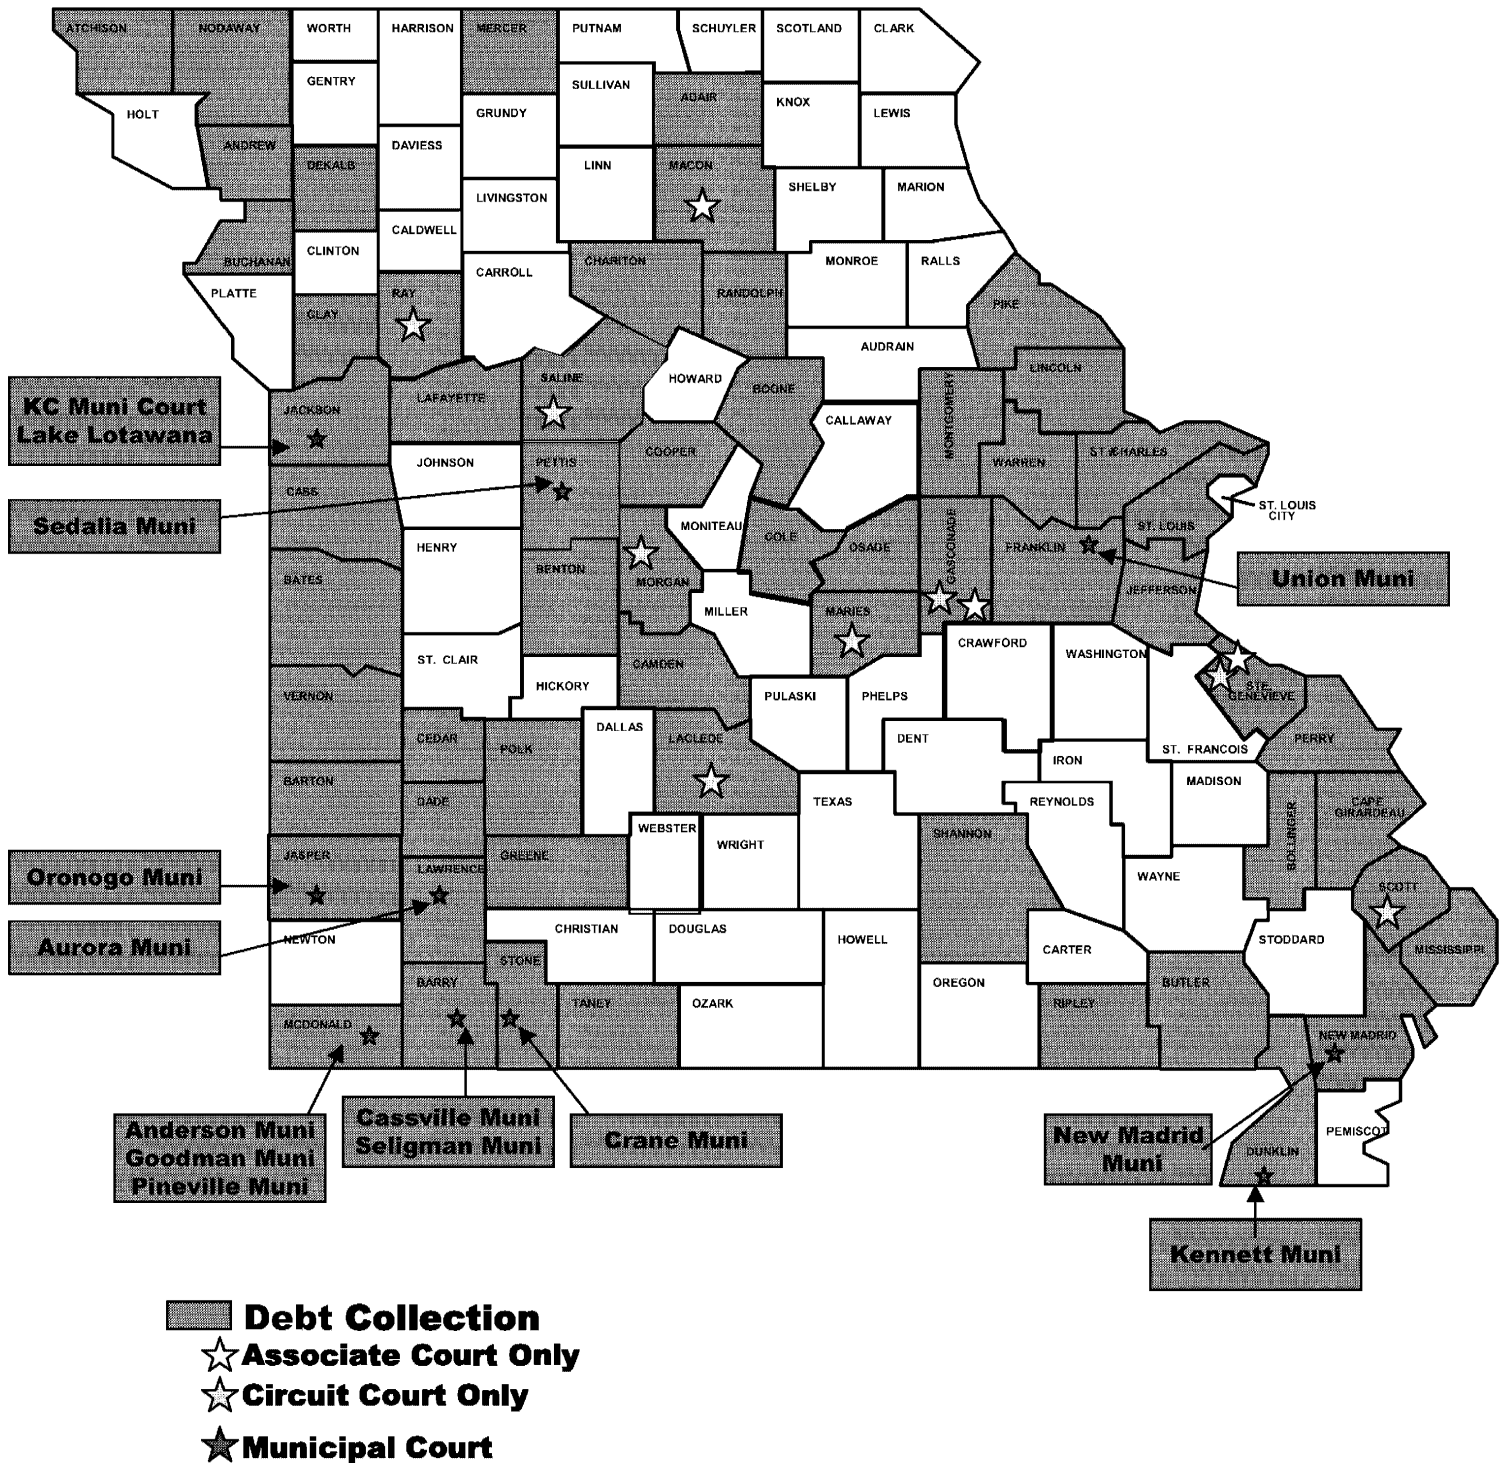 ATCHISON
NODAWAY
WORTH
HARRISON
MERCER
PUTNAM
SCHUYLER
SCOTLAND
CLARK
GENTRY
SULLIVAN
ADAIR
KNOX
LEWIS
HOLT
GRUNDY
ANDREW
DEKALB
DAVIESS
LINN
MACON
SHELBY
MARION
LIVINGSTON
CALDWELL
BUCHANAN
CLINTON
CARROLL
CHARITON
MONROE
RALLS
PLATTE
CLAY
RAY
RANDOLPH
PIKE
AUDRAIN
LINCOLN
KC Muni Court
Lake Lotawana
JACKSON
LAFAYETTE
SALINE
HOWARD
BOONE
CALLAWAY
MONTGOMERY
WARREN
ST. CHARLES
JOHNSON
PETTIS
COOPER
Sedalia Muni
CASS
MONITEAU
ST. LOUIS
CITY
ST. LOUIS
HENRY
COLE
OSAGE
GASCONADE
FRANKLIN
Union Muni
BATES
BENTON
MORGAN
MILLER
MARIES
JEFFERSON
ST. CLAIR
HICKORY
CAMDEN
CRAWFORD
WASHINGTON
STE.
GENEVIEVE
VERNON
PULASKI
PHELPS
CEDAR
POLK
DALLAS
LACLEDE
DENT
IRON
ST. FRANCOIS
PERRY
BARTON
DADE
TEXAS
REYNOLDS
MADISON
BOLLINGER
CAPE
GIRARDEAU
JASPER
LAWRENCE
GREENE
WEBSTER
WRIGHT
SHANNON
WAYNE
SCOTT
Oronogo Muni
Aurora Muni
NEWTON
CHRISTIAN
DOUGLAS
HOWELL
CARTER
STODDARD
MISSISSIPPI
STONE
BARRY
TANEY
OZARK
OREGON
RIPLEY
BUTLER
MCDONALD
NEW MADRID
Anderson Muni
Goodman Muni
Pineville Muni
Cassville Muni
Seligman Muni
Crane Muni
New Madrid
Muni
PEMISCOT
DUNKLIN
Kennett Muni
Debt Collection
Associate Court Only
Circuit Court Only
Municipal Court